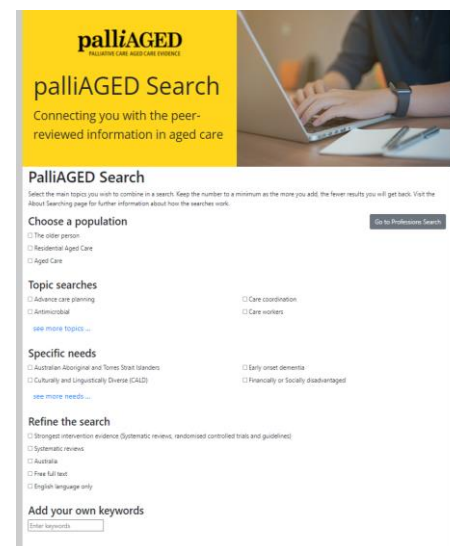 palliAGED
PALLIATIVE CARE AGED CARE EVIDENCE
palliAGED Search
Connecting you with the peer-
reviewed information in aged care
PalliAGED Search
Select the main topics you wish to combine in a search. Keep the number to a minimum as the more you add, the fewer results you will get back. Visit the
About Searching page for further information about how the searches work.
Choose a population
Go to Professions Search
The older person
Residential Aged Care
Aged Care
Topic searches
Advance care planning
Care coordination
Antimicrobial
Care workers
see more topics ...
Specific needs
Australian Aboriginal and Torres Strait Islanders
Early onset dementia
Culturally and Linguistically Diverse (CALD)
Financially or Socially disadvantaged
see more needs ...
Refine the search
Strongest intervention evidence (Systematic reviews, randomised controlled trials and guidelines)
Systematic reviews
Australia
Free full text
English language only
Add your own keywords
Enter keywords